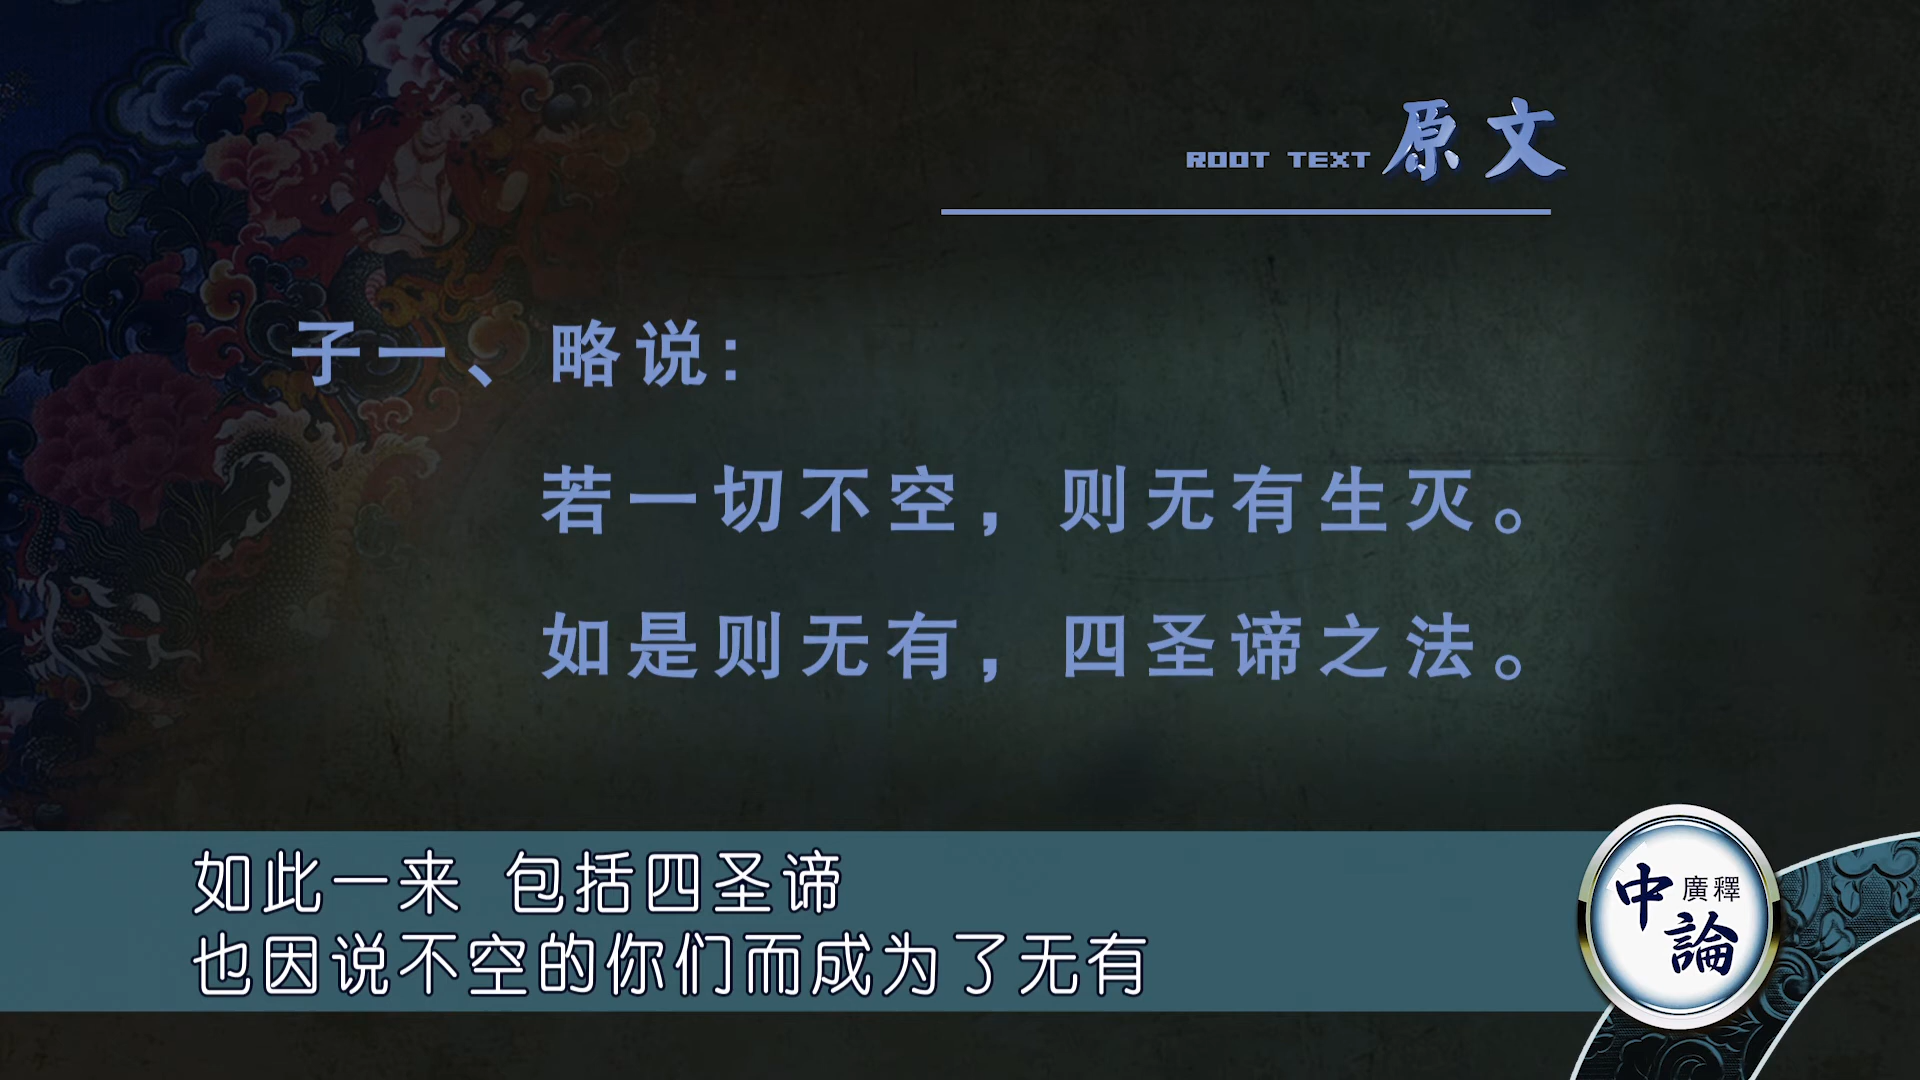 ROOT TEXT 原文
子一、略说:
若一切不空，则无有生灭。
如是则无有，四圣谛之法。
如此一来 包括四圣谛
也因说不空的你们而成为了无有
中論
廣釋